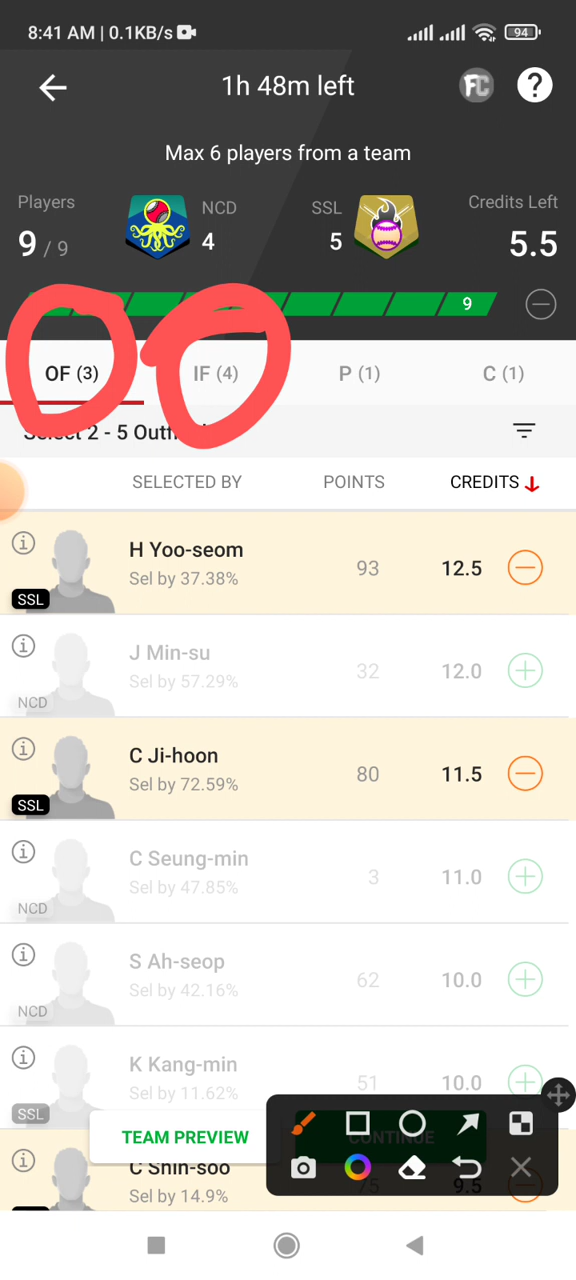 8:41 AM | 0.1KB/s 94
1h 48m left FC ?
Max 6 players from a team
Players NCD SSL Credits Left
9 / 9 4 5 5.5
9
OF (3) IF (4) P (1) C (1)
Select 2 - 5
SELECTED BY POINTS CREDITS
H Yoo-seom
Sel by 37.38% 93 12.5
SSL
J Min-su
Sel by 57.29% 32 12.0
NCD
C Ji-hoon
Sel by 72.59% 80 11.5
SSL
C Seung-min
Sel by 47.85% 3 11.0
NCD
S Ah-seop
Sel by 42.16% 62 10.0
NCD
K Kang-min
Sel by 11.62% 51 10.0
SSL
TEAM PREVIEW CONTINUE
C Shin-soo
Sel by 14.9% 9.5